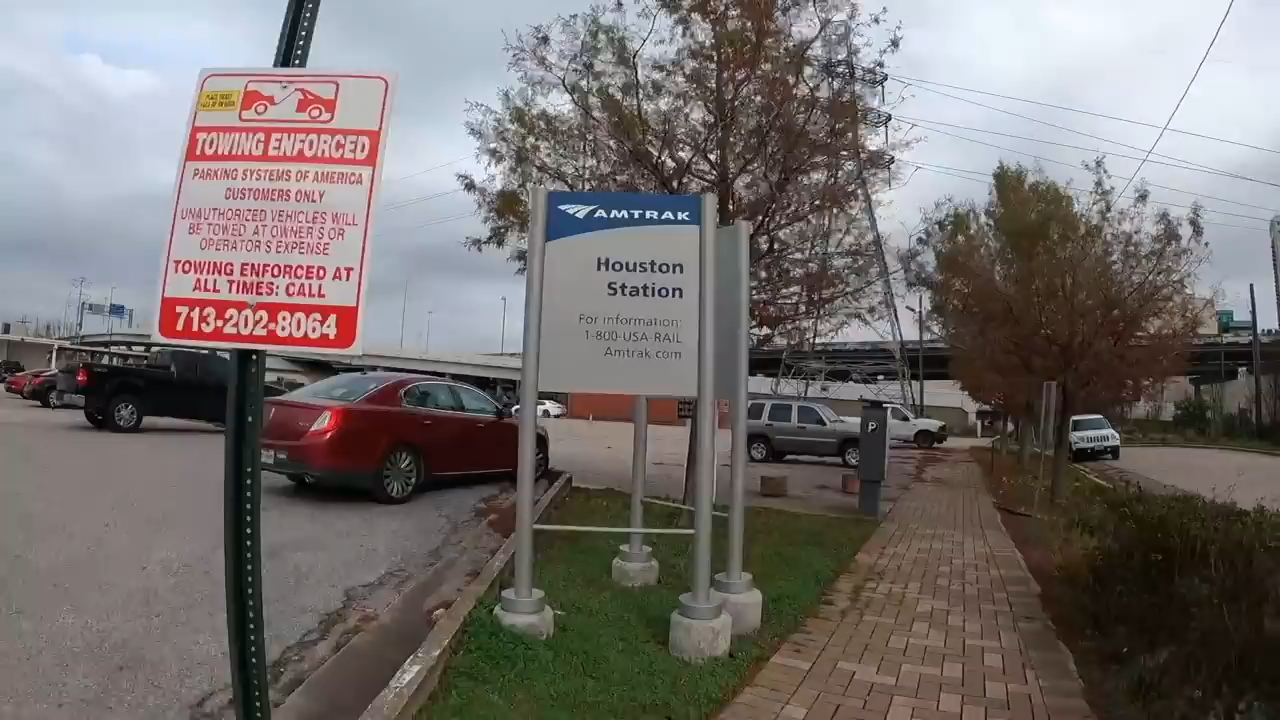 TOWING ENFORCED
PARKING SYSTEMS OF AMERICA
CUSTOMERS ONLY
UNAUTHORIZED VEHICLES WILL
BE TOWED AT OWNER'S OR
OPERATOR'S EXPENSE
TOWING ENFORCED AT
ALL TIMES: CALL
713-202-8064
AMTRAK
Houston
Station
For information:
1-800-USA-RAIL
Amtrak.com
P